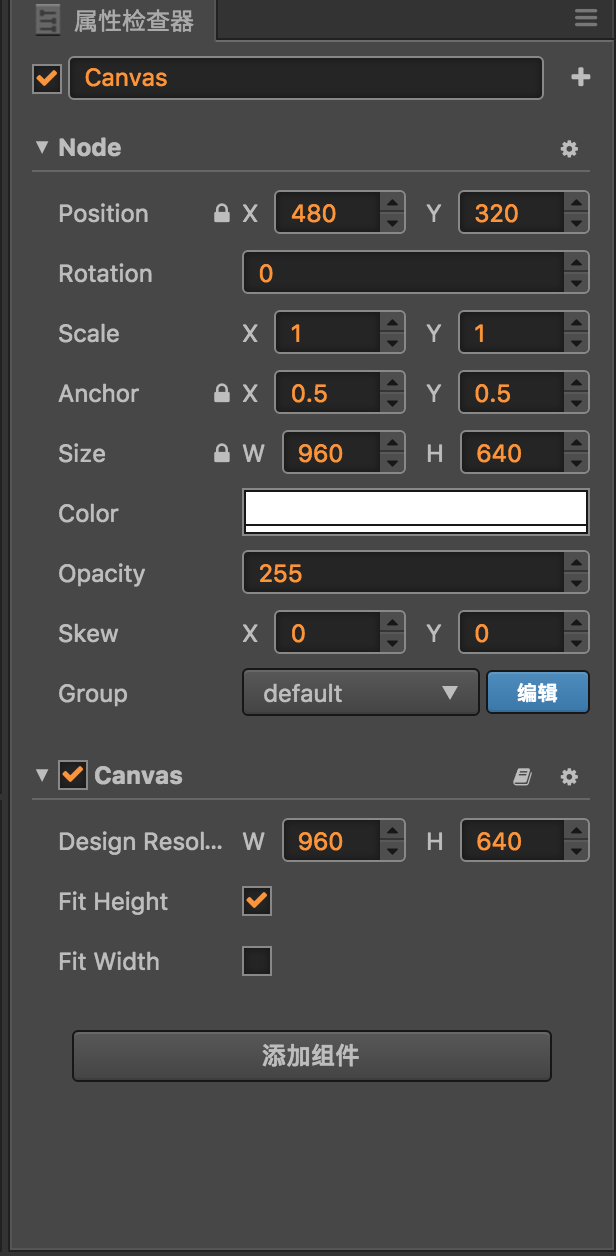 属性检查器
Canvas
Node
Position X 480 Y 320
Rotation 0
Scale X 1 Y 1
Anchor X 0.5 Y 0.5
Size W 960 H 640
Color
Opacity 255
Skew X 0 Y 0
Group default 编辑
Canvas
Design Resol... W 960 H 640
Fit Height
Fit Width
添加组件